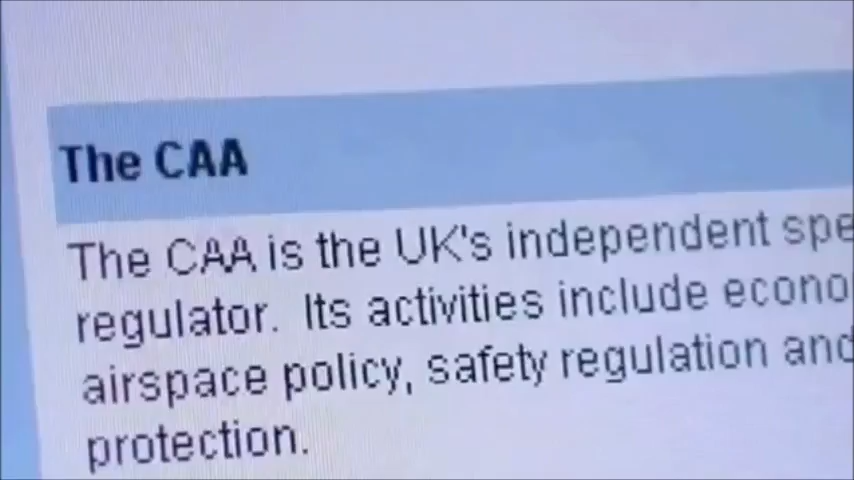 The CAA
The CAA is the UK's independent spe
regulator. Its activities include econo
airspace policy, safety regulation and
protection.